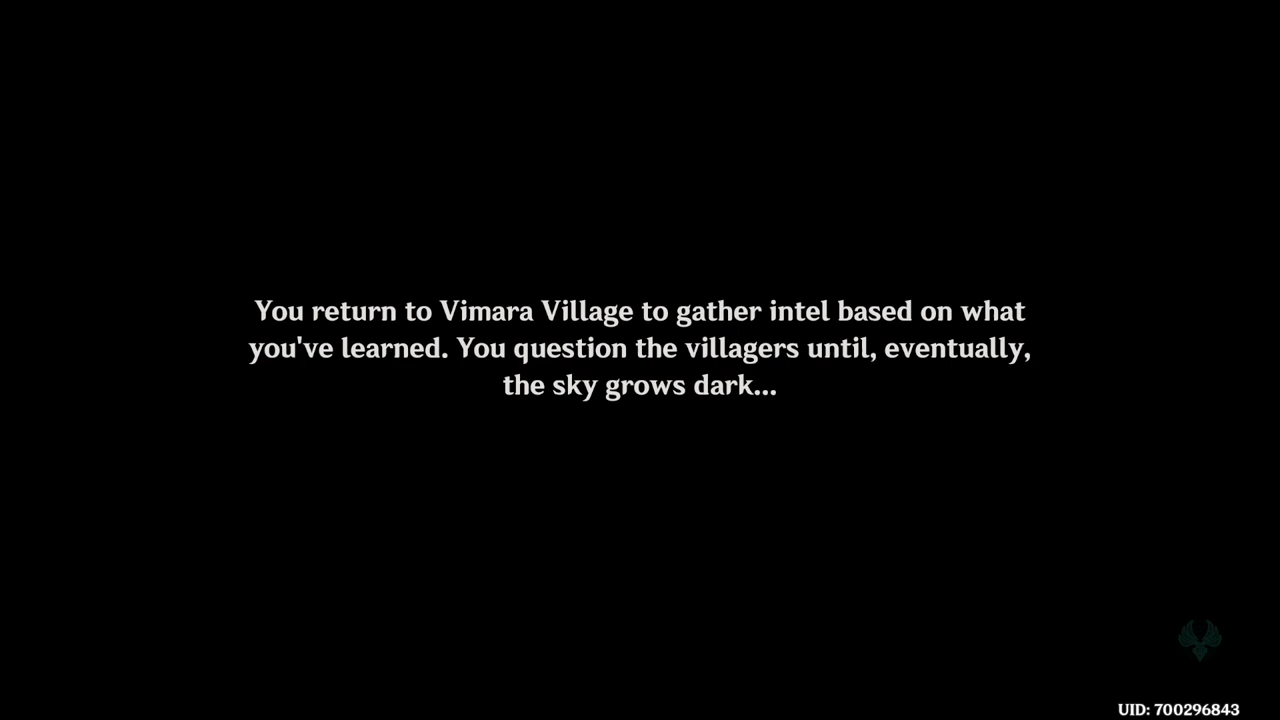 You return to Vimara Village to gather intel based on what
you've learned. You question the villagers until, eventually,
the sky grows dark...
UID: 700296843